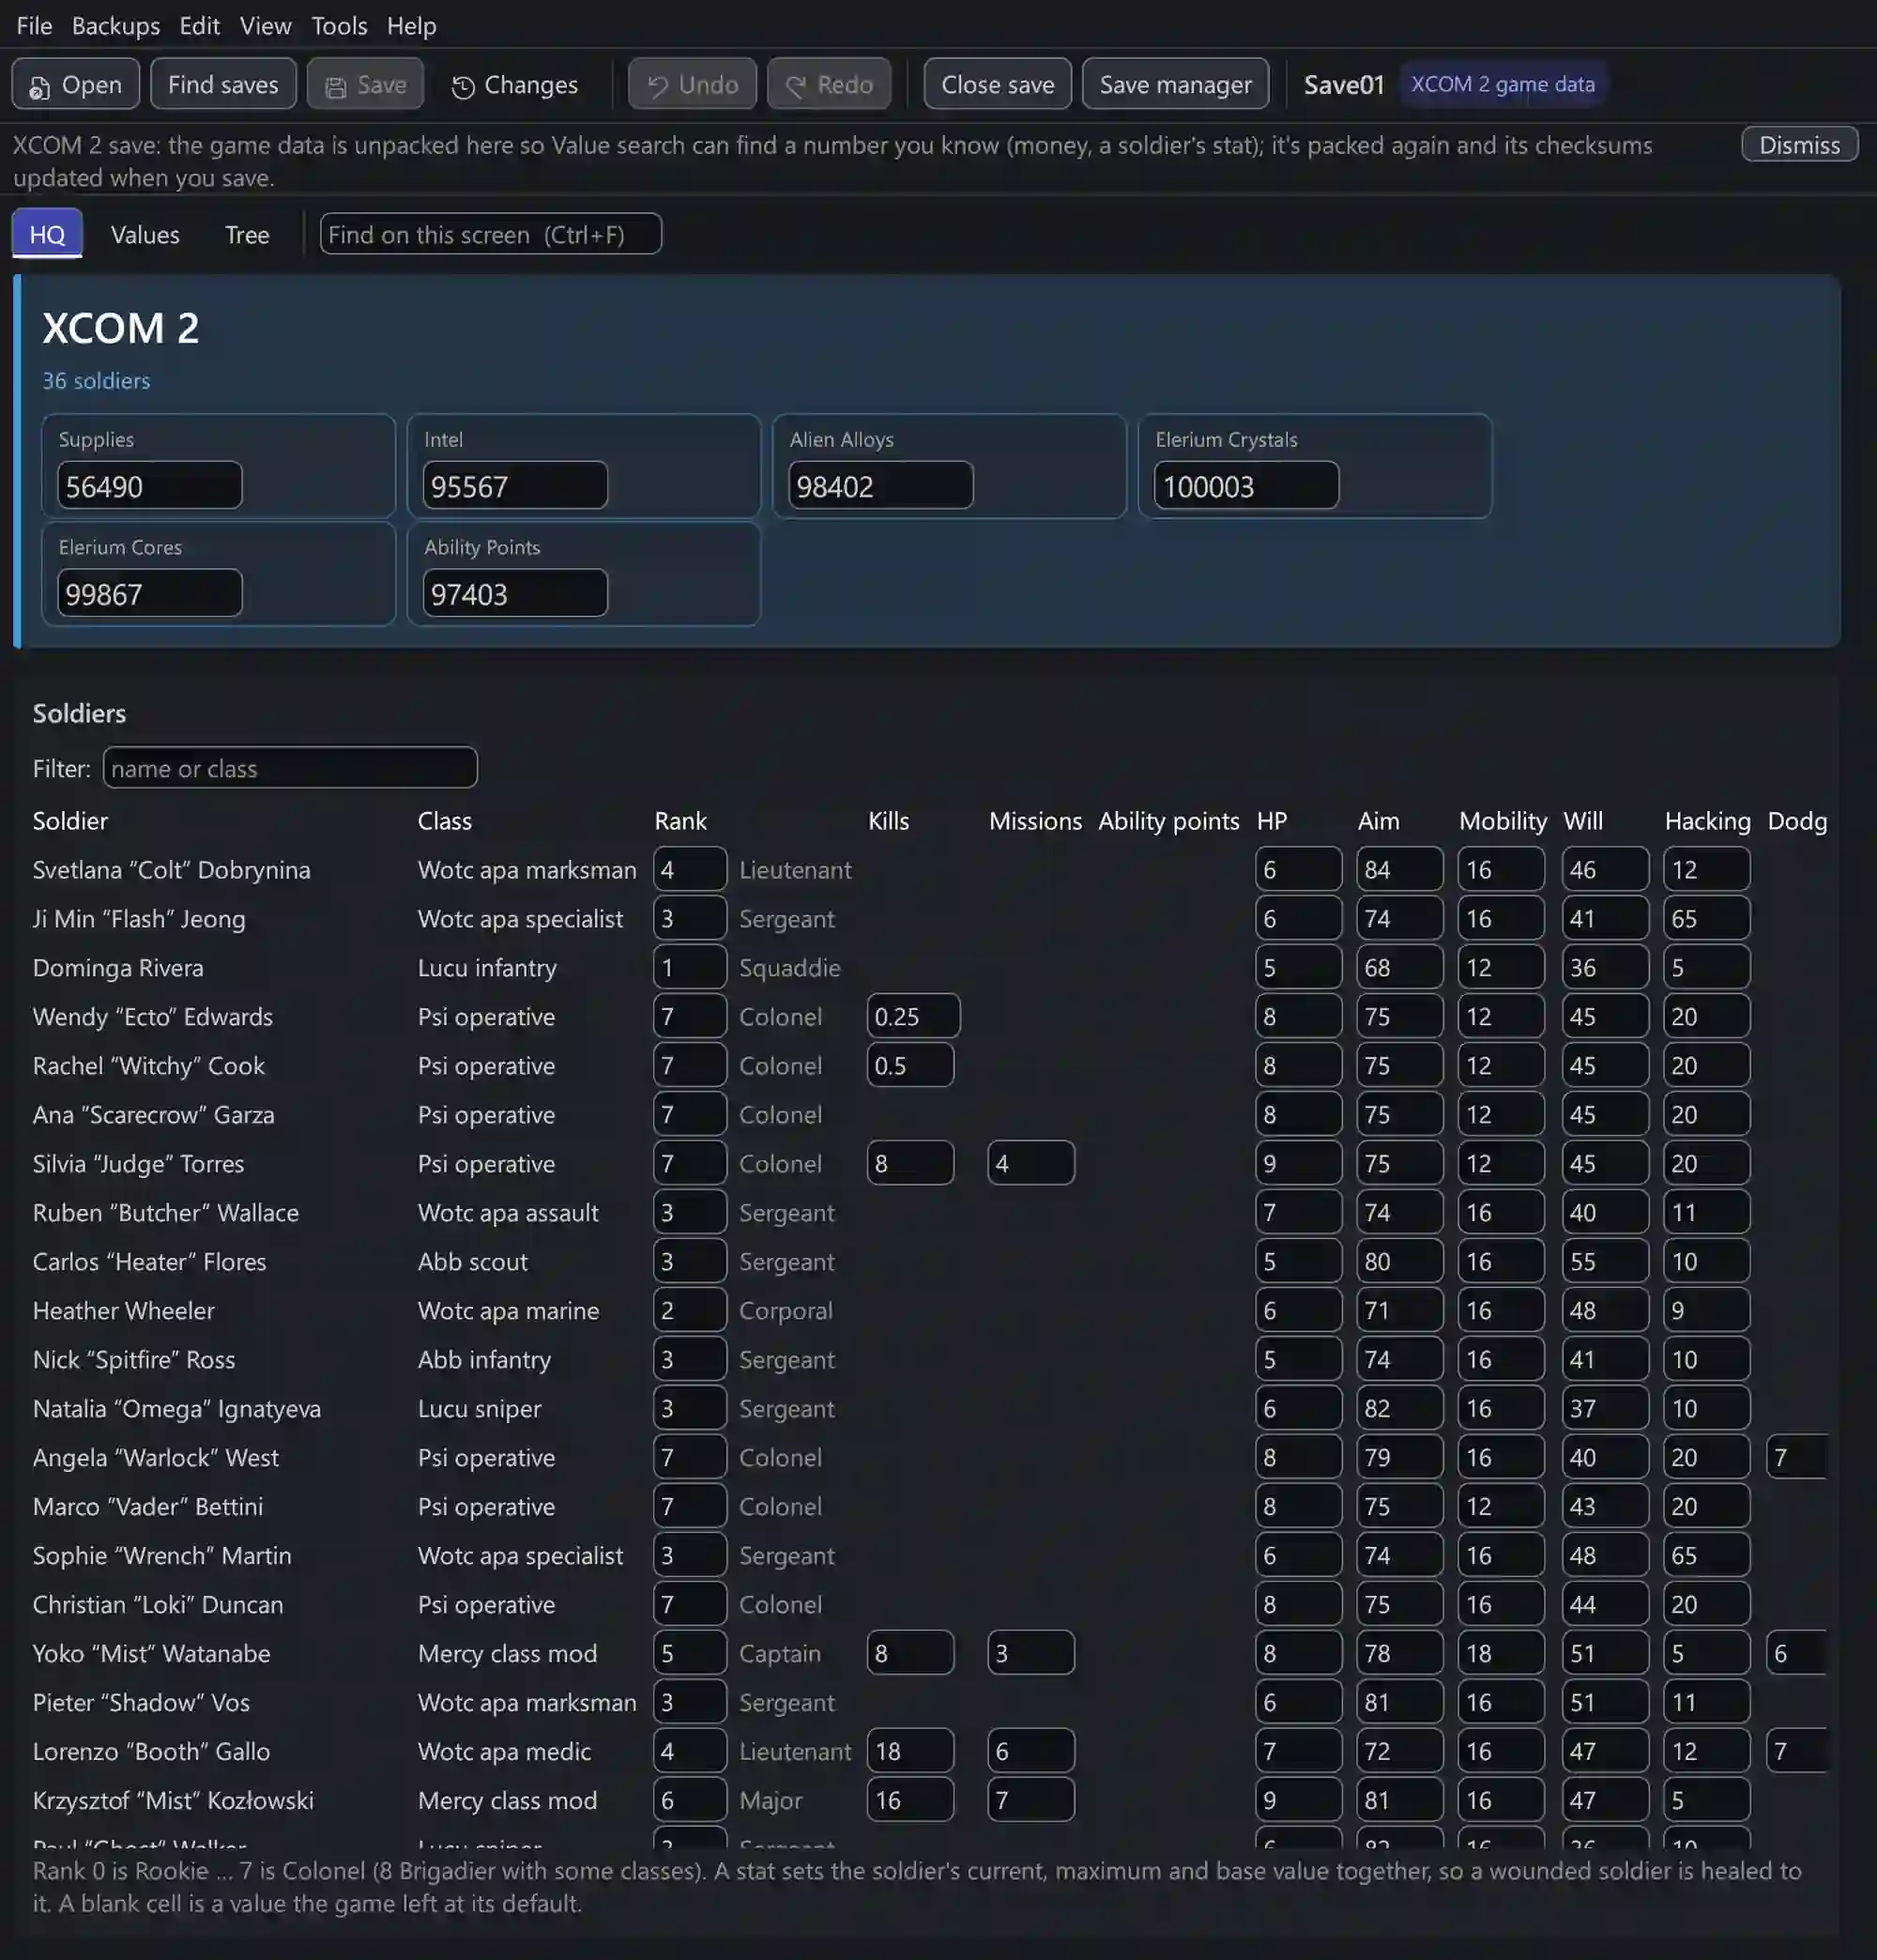 File Backups Edit View Tools Help
Open Find saves Save Changes Undo Redo Close save Save manager Save01 XCOM 2 game data
XCOM 2 save: the game data is unpacked here so Value search can find a number you know (money, a soldier's stat); it's packed again and its checksums
updated when you save.
Dismiss
HQ Values Tree Find on this screen (Ctrl+F)
XCOM 2
36 soldiers
Supplies Intel Alien Alloys Elerium Crystals
56490 95567 98402 100003
Elerium Cores Ability Points
99867 97403
Soldiers
Filter: name or class
Soldier Class Rank Kills Missions Ability points HP Aim Mobility Will Hacking Dodg
Svetlana “Colt” Dobrynina Wotc apa marksman 4 Lieutenant 6 84 16 46 12
Ji Min “Flash” Jeong Wotc apa specialist 3 Sergeant 6 74 16 41 65
Dominga Rivera Lucu infantry 1 Squaddie 5 68 12 36 5
Wendy “Ecto” Edwards Psi operative 7 Colonel 0.25 8 75 12 45 20
Rachel “Witchy” Cook Psi operative 7 Colonel 0.5 8 75 12 45 20
Ana “Scarecrow” Garza Psi operative 7 Colonel 8 75 12 45 20
Silvia “Judge” Torres Psi operative 7 Colonel 8 4 9 75 12 45 20
Ruben “Butcher” Wallace Wotc apa assault 3 Sergeant 7 74 16 40 11
Carlos “Heater” Flores Abb scout 3 Sergeant 5 80 16 55 10
Heather Wheeler Wotc apa marine 2 Corporal 6 71 16 48 9
Nick “Spitfire” Ross Abb infantry 3 Sergeant 5 74 16 41 10
Natalia “Omega” Ignatyeva Lucu sniper 3 Sergeant 6 82 16 37 10
Angela “Warlock” West Psi operative 7 Colonel 8 79 16 40 20 7
Marco “Vader” Bettini Psi operative 7 Colonel 8 75 12 43 20
Sophie “Wrench” Martin Wotc apa specialist 3 Sergeant 6 74 16 48 65
Christian “Loki” Duncan Psi operative 7 Colonel 8 75 16 44 20
Yoko “Mist” Watanabe Mercy class mod 5 Captain 8 3 8 78 18 51 5 6
Pieter “Shadow” Vos Wotc apa marksman 3 Sergeant 6 81 16 51 11
Lorenzo “Booth” Gallo Wotc apa medic 4 Lieutenant 18 6 7 72 16 47 12 7
Krzysztof “Mist” Kozłowski Mercy class mod 6 Major 16 7 9 81 16 47 5
Rank 0 is Rookie ... 7 is Colonel (8 Brigadier with some classes). A stat sets the soldier's current, maximum and base value together, so a wounded soldier is healed to
it. A blank cell is a value the game left at its default.